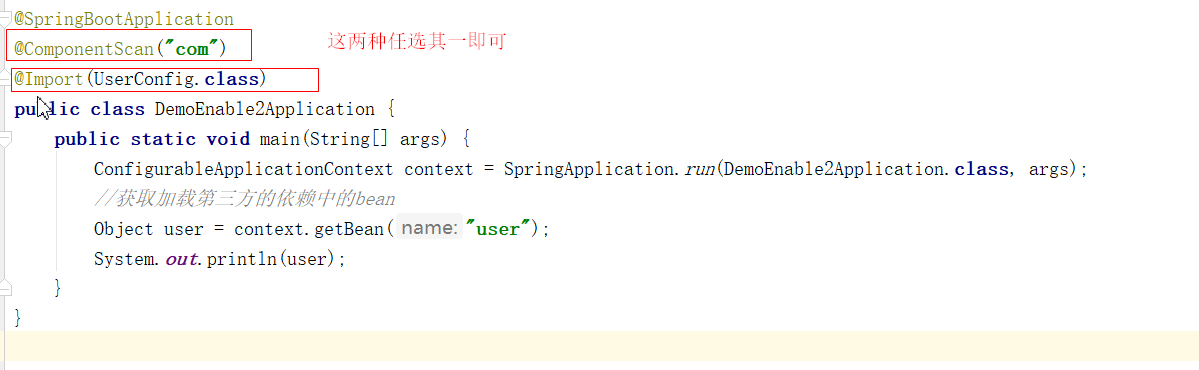 @SpringBootApplication
@ComponentScan("com")
这两种任选其一即可
@Import(UserConfig.class)
public class DemoEnable2Application {
public static void main(String[] args) {
ConfigurableApplicationContext context = SpringApplication.run(DemoEnable2Application.class, args);
//获取加载第三方的依赖中的bean
Object user = context.getBean( name: "user");
System.out.println(user);
}
}